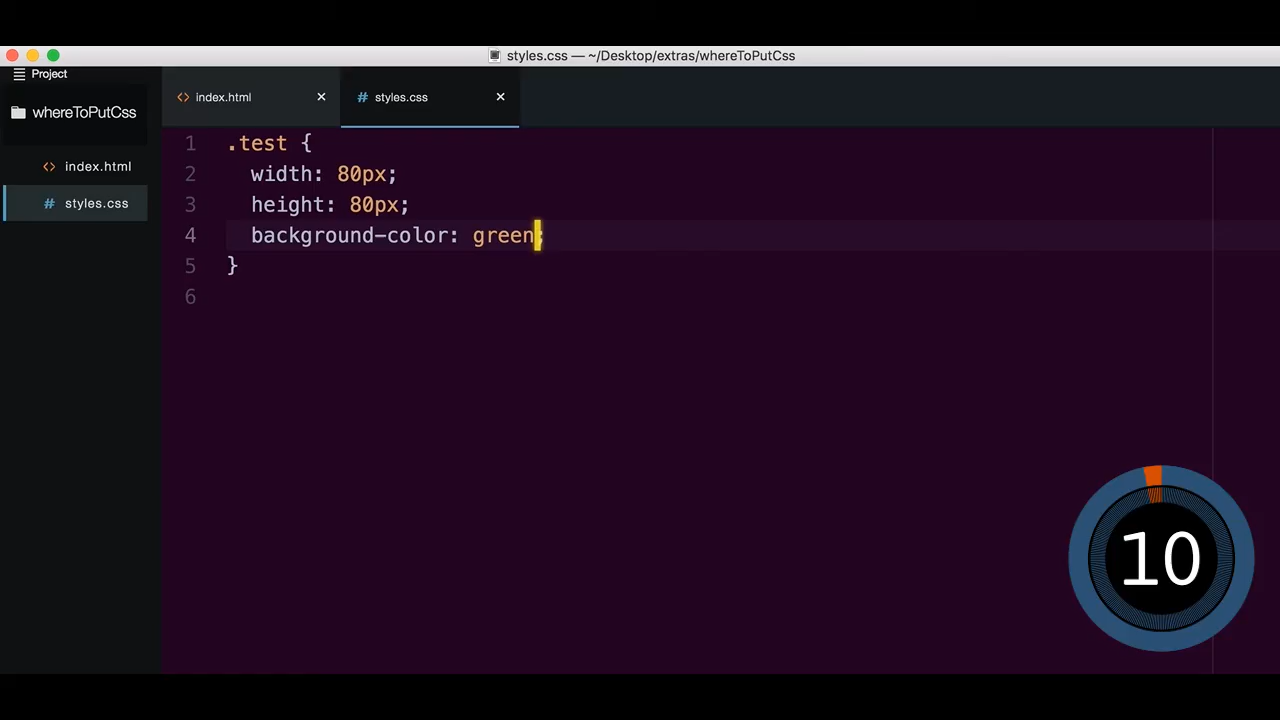 styles.css — ~/Desktop/extras/whereToPutCss
Project
whereToPutCss
index.html
styles.css
index.html
# styles.css
1 .test {
2 width: 80px;
3 height: 80px;
4 background-color: green;
5 }
6
10